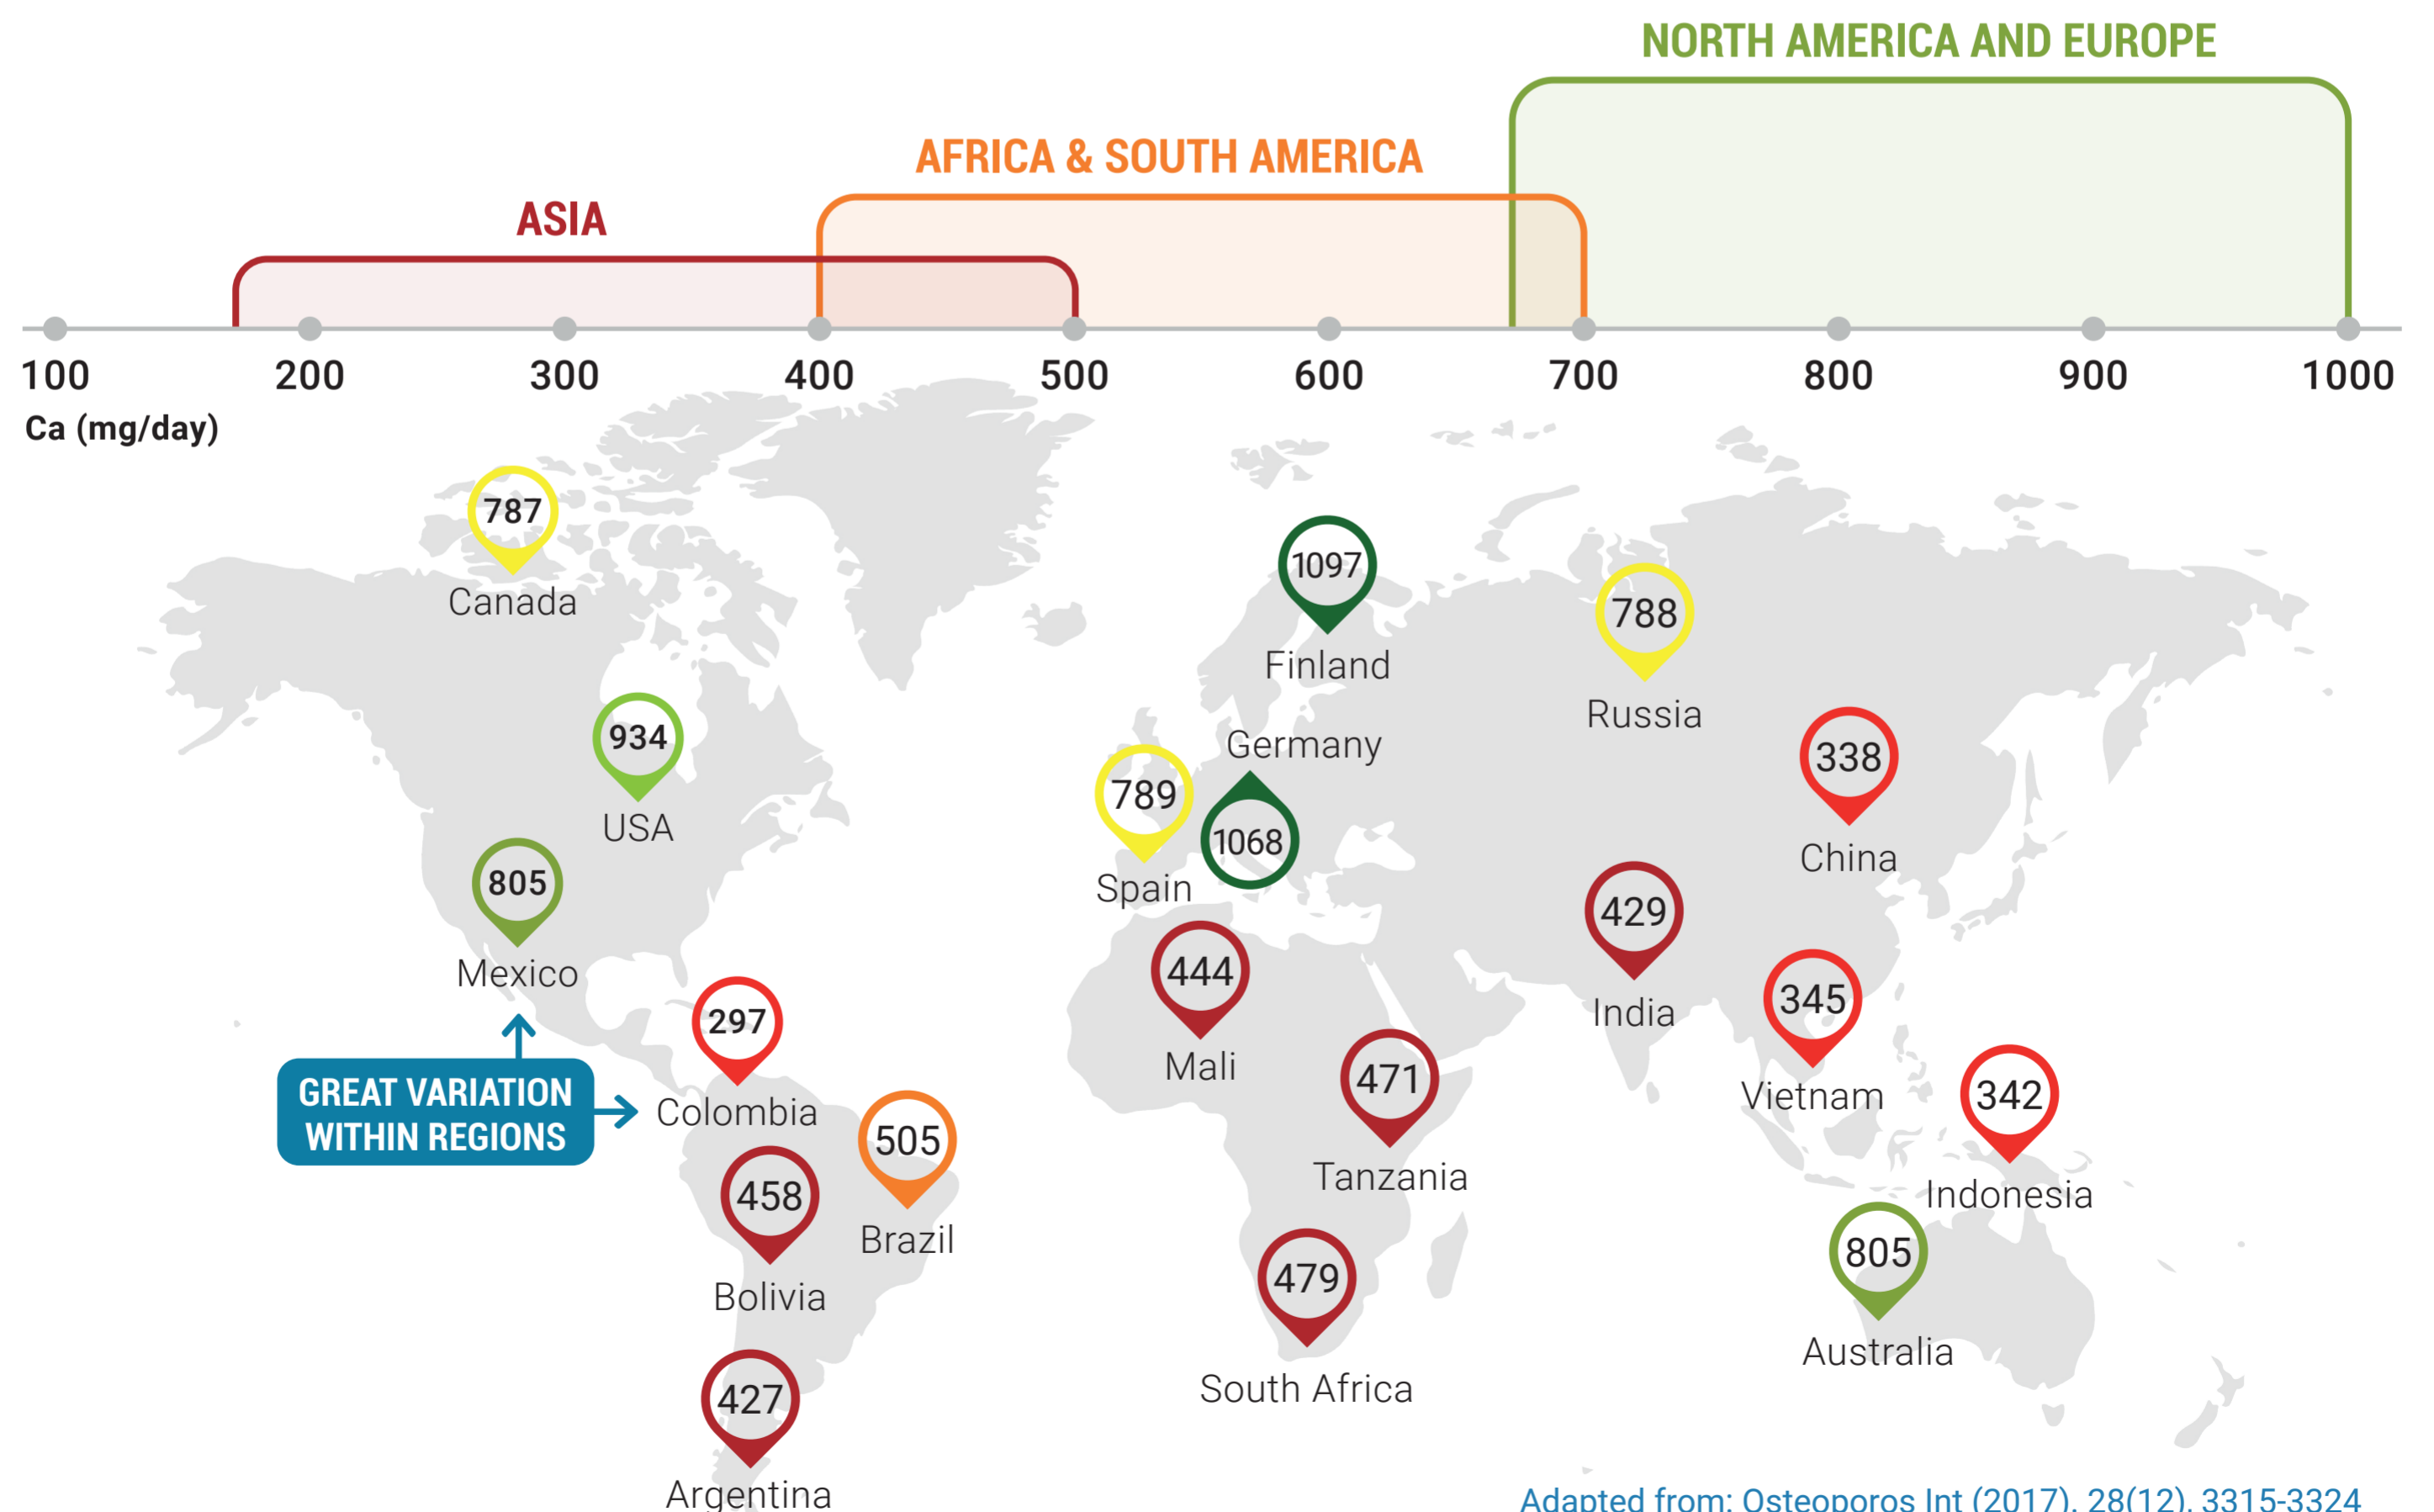 NORTH AMERICA AND EUROPE
AFRICA & SOUTH AMERICA
ASIA
100 200 300 400 500 600 700 800 900 1000
Ca (mg/day)
787
Canada
1097
Finland
788
Russia
934
USA
Germany
1068
789
Spain
338
China
805
Mexico
429
India
444
Mali
345
Vietnam
297
Colombia
GREAT VARIATION
WITHIN REGIONS
471
Tanzania
342
Indonesia
505
Brazil
458
Bolivia
479
South Africa
805
Australia
427
Argentina
Adapted from: Osteoporos Int (2017), 28(12), 3315-3324